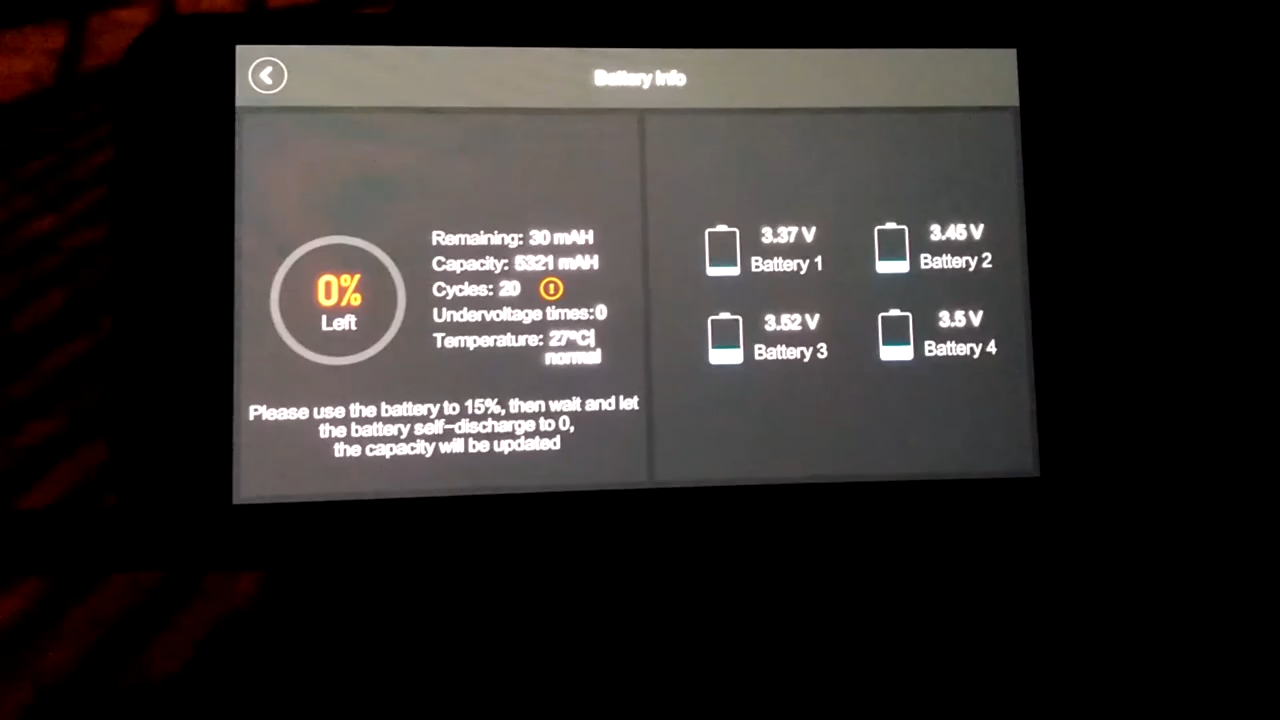 Battery Info
0%
Left
Remaining: 30 mAH
Capacity: 5321 mAH
Cycles: 20 !
Undervoltage times:0
Temperature: 27°C|
normal
Please use the battery to 15%, then wait and let
the battery self-discharge to 0,
the capacity will be updated
3.37 V
Battery 1
3.45 V
Battery 2
3.52 V
Battery 3
3.5 V
Battery 4